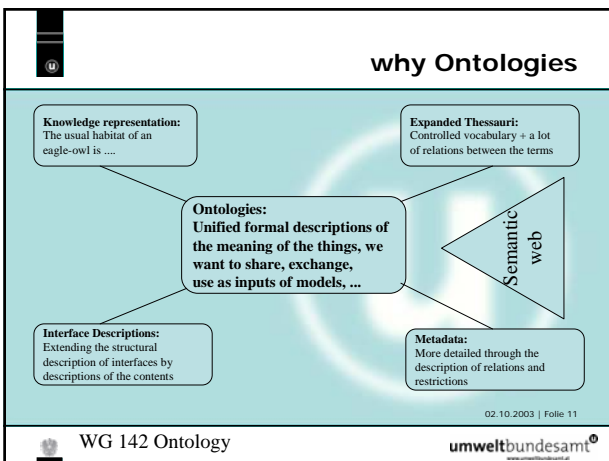 why Ontologies
Knowledge representation:
The usual habitat of an
eagle-owl is ....
Expanded Thessauri:
Controlled vocabulary + a lot
of relations between the terms
Ontologies:
Unified formal descriptions of
the meaning of the things, we
want to share, exchange,
use as inputs of models, ...
Semantic
web
Interface Descriptions:
Extending the structural
description of interfaces by
descriptions of the contents
Metadata:
More detailed through the
description of relations and
restrictions
02.10.2003 | Folie 11
WG 142 Ontology
umweltbundesamt
www.umweltbundesamt.at